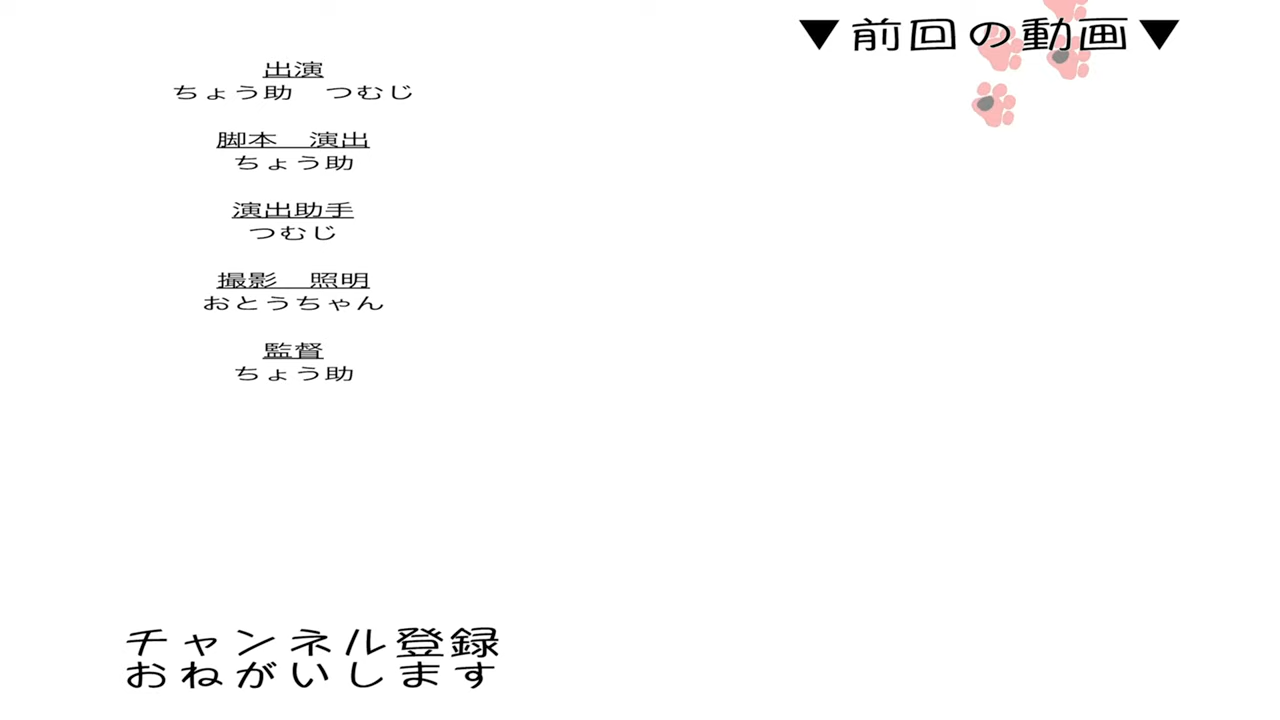 ▼前回の動画▼
出演
ちょう助　つむじ
脚本　演出
ちょう助
演出助手
つむじ
撮影　照明
おとうちゃん
監督
ちょう助
チャンネル登録
おねがいします